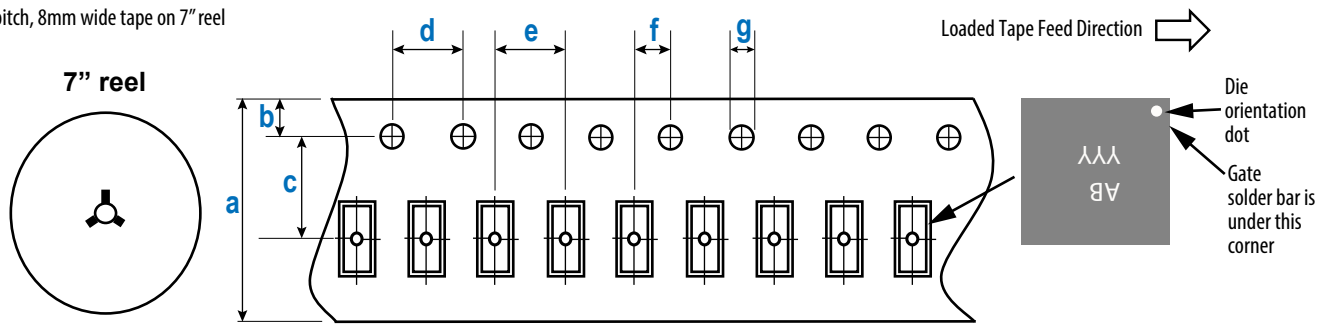 pitch, 8mm wide tape on 7” reel
Loaded Tape Feed Direction
7” reel
d
e
f
g
b
c
a
Die
orientation
dot
Gate
solder bar is
under this
corner
YYY
AB